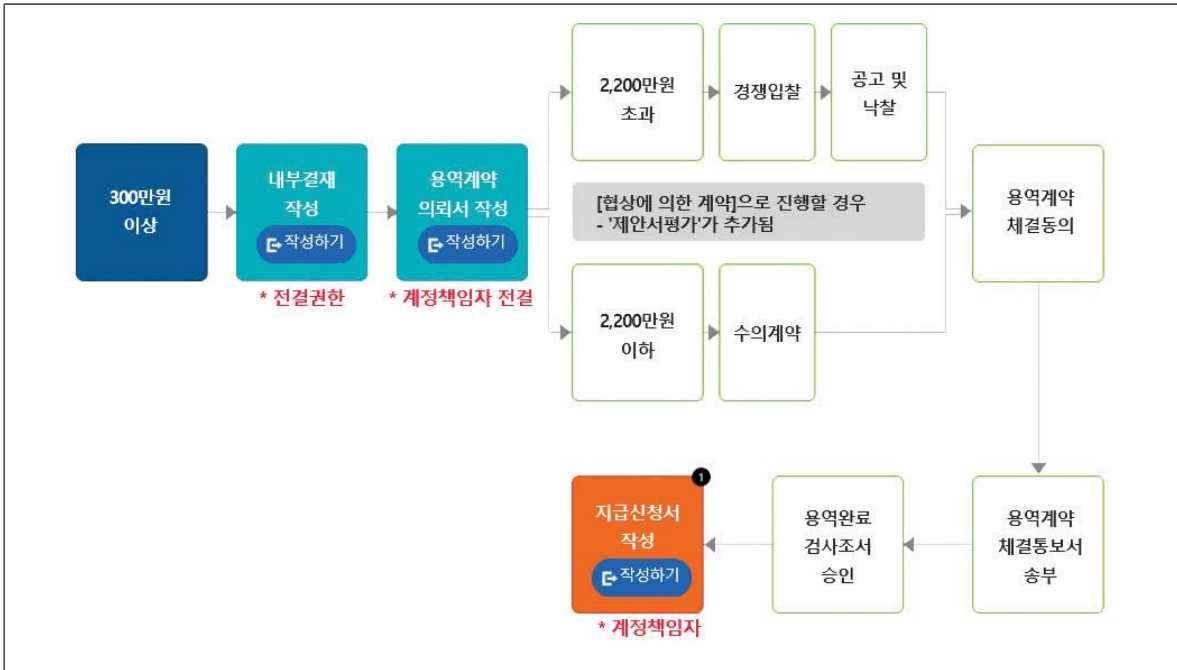 300만원
이상
내부결재
작성
작성하기
* 전결권한
용역계약
의뢰서 작성
작성하기
* 계정책임자 전결
2,200만원
초과
경쟁입찰
공고 및
낙찰
[협상에 의한 계약]으로 진행할 경우
- '제안서평가'가 추가됨
2,200만원
이하
수의계약
용역계약
체결동의
용역계약
체결통보서
송부
용역완료
검사조서
승인
1
지급신청서
작성
작성하기
* 계정책임자